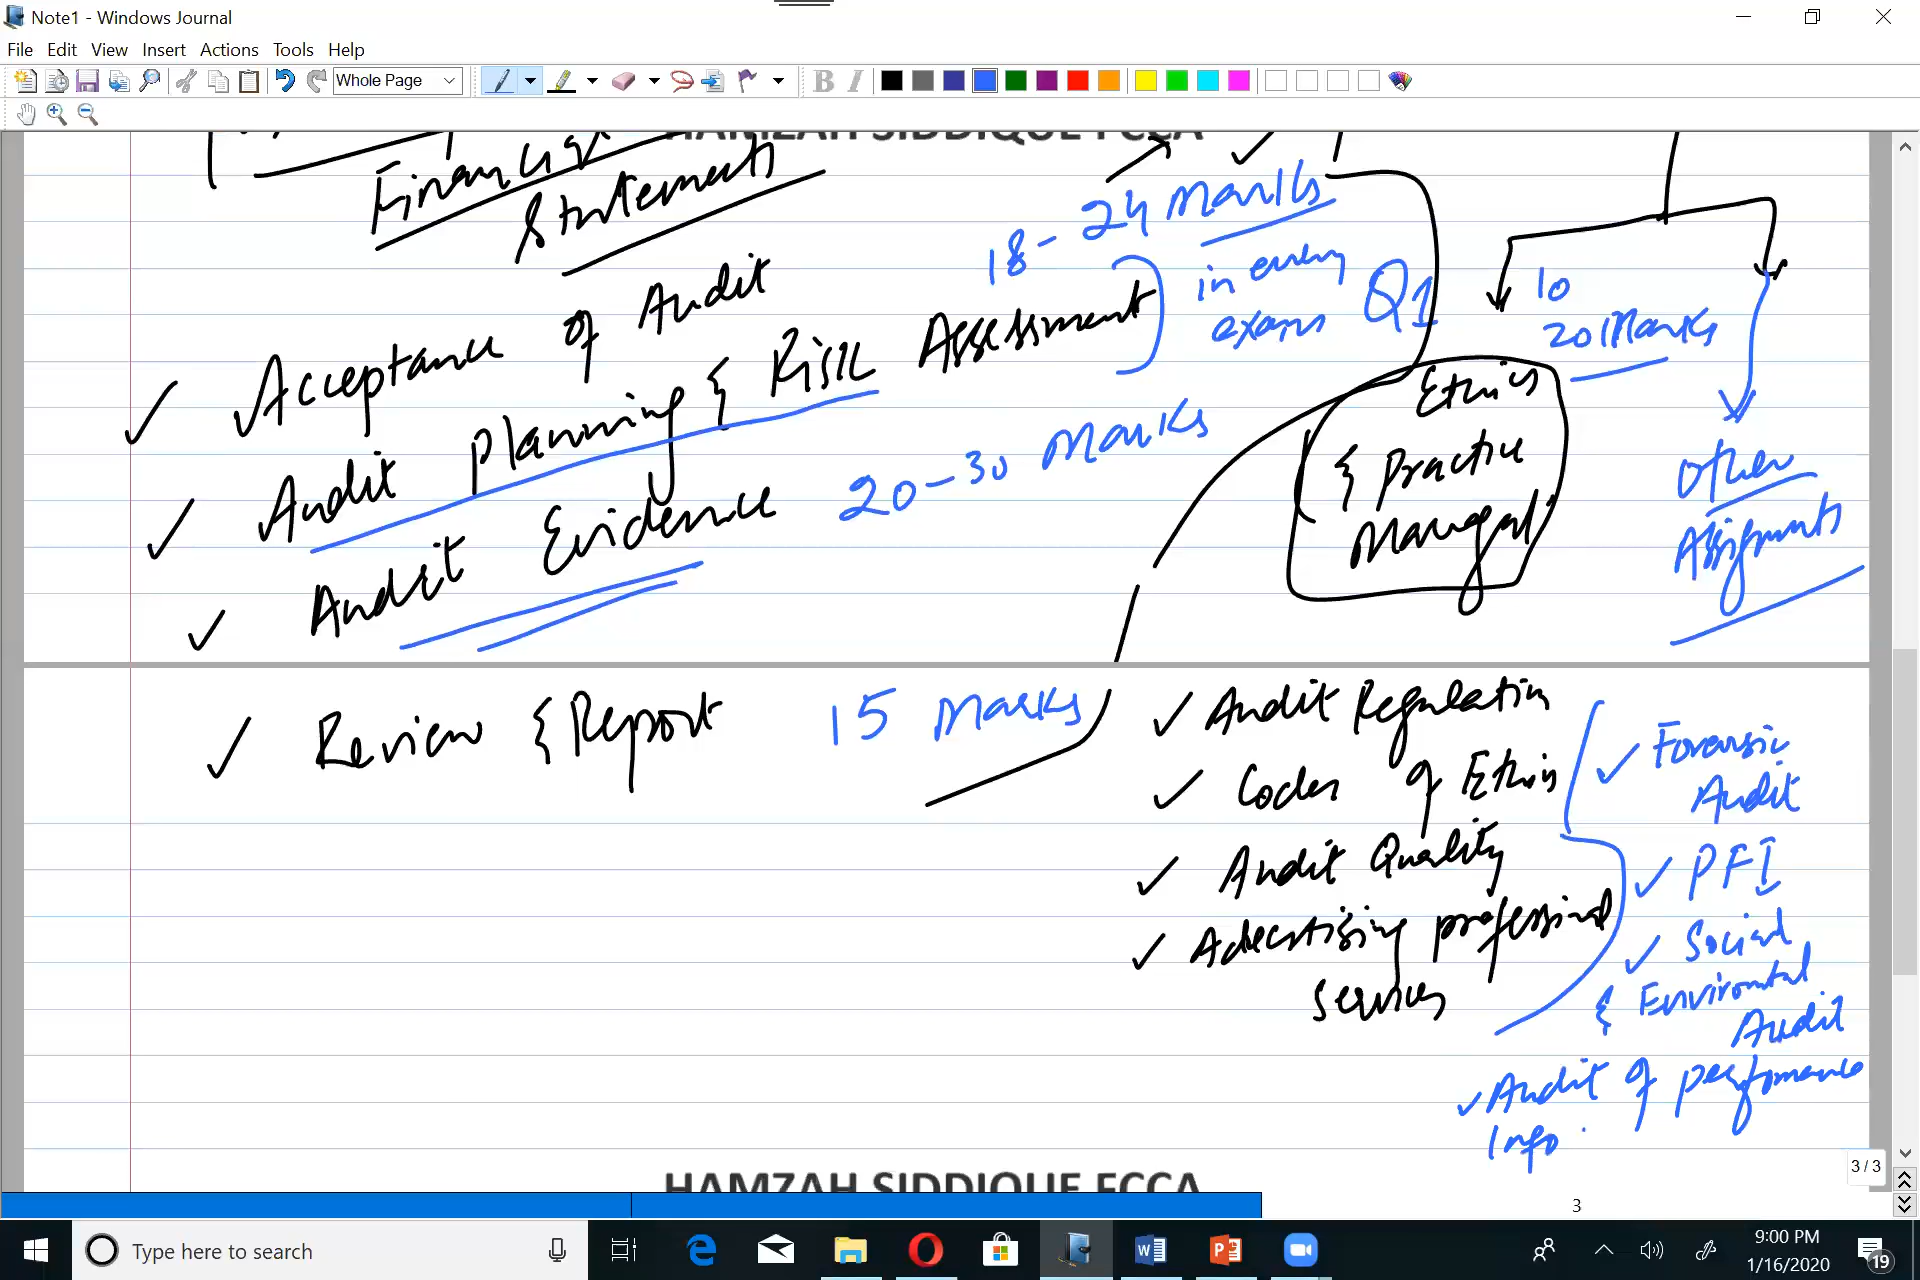 Note1 - Windows Journal
File Edit View Insert Actions Tools Help
Whole Page
B I
HAMZAH SIDDIQUE FCCA
Financial
Statements
18 - 24 Marks
in every
exam Q1
10
20 Marks
Acceptance of Audit
Audit Planning & Risk Assessment
Audit Evidence 20-30 Marks
Ethics
& Practice
Other
Review & Report 15 Marks
Audit Regulation
Codes of Ethics
Audit Quality
Advertising professional
services
Forensic
Audit
PFI
Social
&
Audit
Audit of performance
Info.
HAMZAH SIDDIQUE FCCA
3 / 3
3
Type here to search
9:00 PM
1/16/2020
19